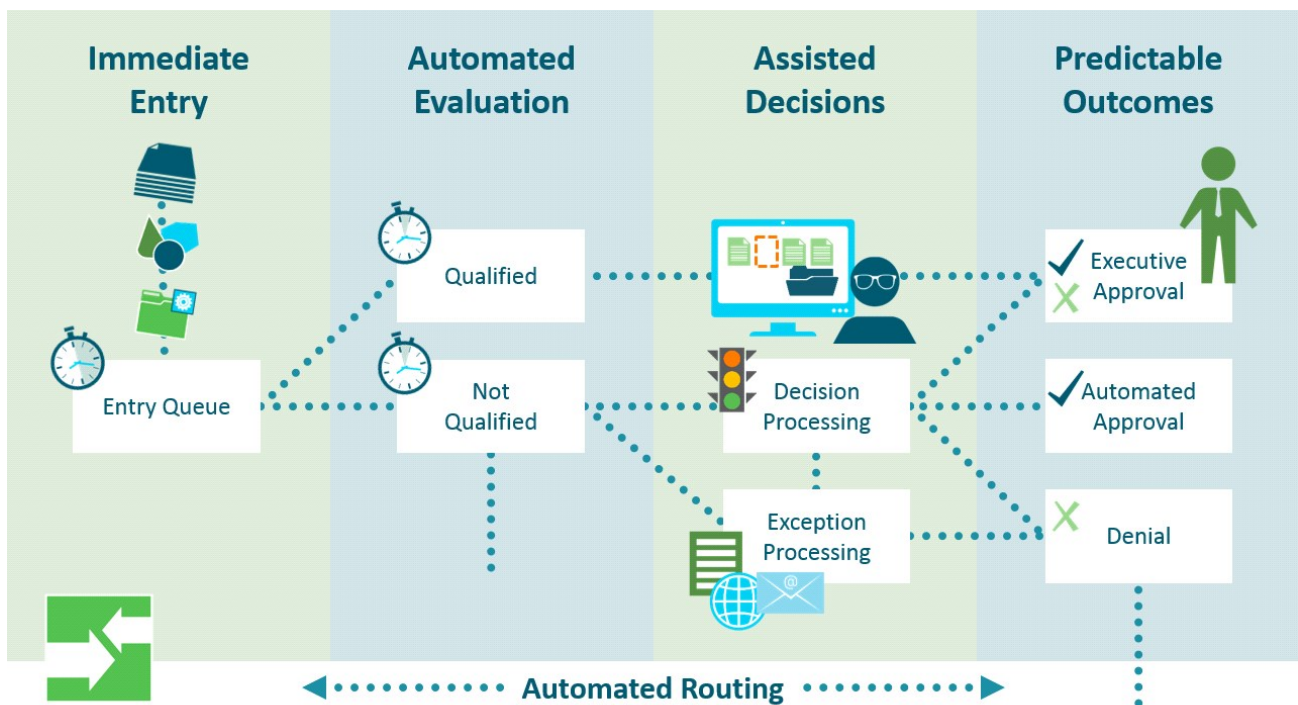 Immediate
Entry
Automated
Evaluation
Assisted
Decisions
Predictable
Outcomes
Qualified
Executive
Approval
Entry Queue
Not
Qualified
Decision
Processing
Automated
Approval
Exception
Processing
Denial
@
Automated Routing